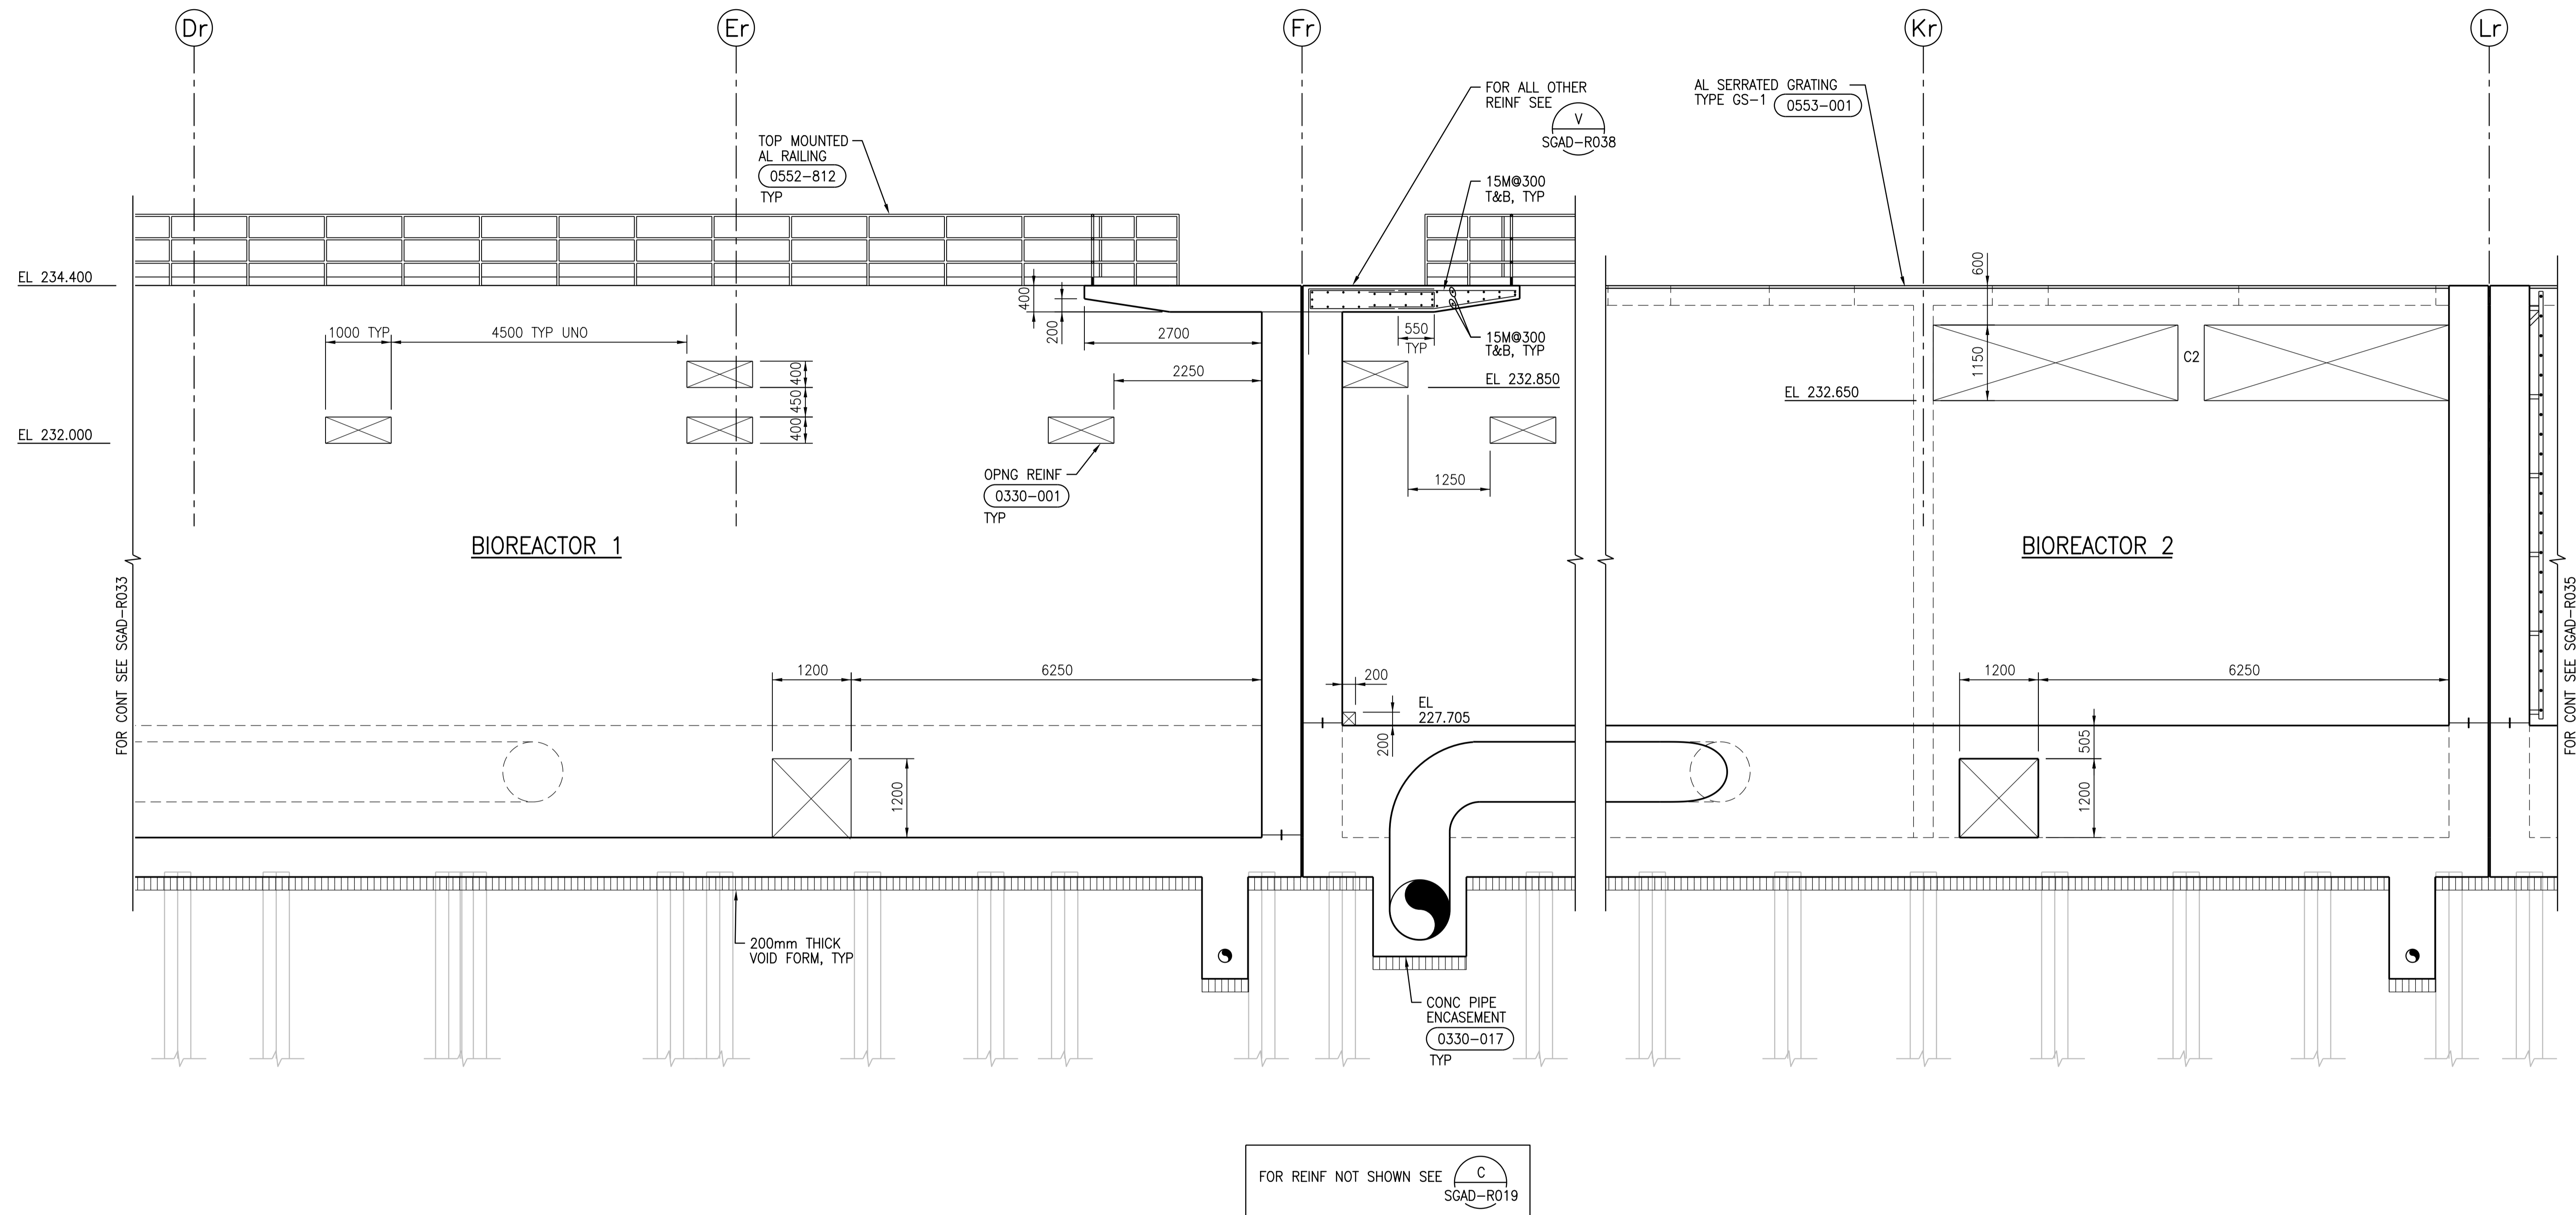 Dr
Er
Fr
Kr
Lr
FOR ALL OTHER
REINF SEE
V
SGAD-R038
AL SERRATED GRATING
TYPE GS-1 0553-001
TOP MOUNTED
AL RAILING
0552-812
TYP
15M@300
T&B, TYP
EL 234.400
400
200
2700
600
1000 TYP
4500 TYP UNO
550
TYP
15M@300
T&B, TYP
1150
C2
400
450
400
2250
EL 232.850
EL 232.650
EL 232.000
OPNG REINF
0330-001
TYP
1250
BIOREACTOR 1
BIOREACTOR 2
FOR CONT SEE SGAD-R033
FOR CONT SEE SGAD-R035
1200
6250
200
EL
227.705
200
1200
6250
505
1200
1200
200mm THICK
VOID FORM, TYP
CONC PIPE
ENCASEMENT
0330-017
TYP
FOR REINF NOT SHOWN SEE
C
SGAD-R019